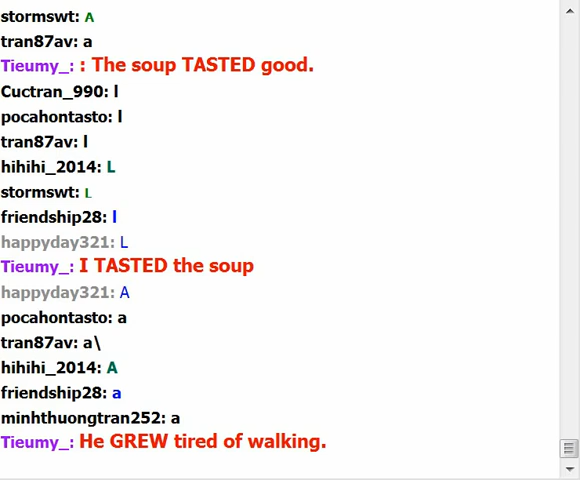 stormswt: A
tran87av: a
Tieumy_: : The soup TASTED good.
Cuctran_990: l
pocahontasto: l
tran87av: l
hihihi_2014: L
stormswt: L
friendship28: l
happyday321: L
Tieumy_: I TASTED the soup
happyday321: A
pocahontasto: a
tran87av: a\
hihihi_2014: A
friendship28: a
minhthuongtran252: a
Tieumy_: He GREW tired of walking.